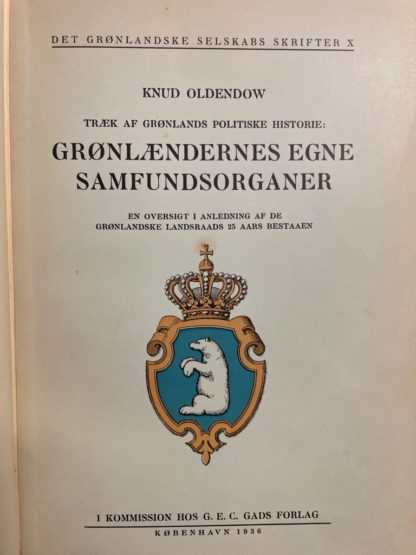 DET GRØNLANDSKE SELSKABS SKRIFTER X
KNUD OLDENDOW
TRÆK AF GRØNLANDS POLITISKE HISTORIE:
GRØNLÆNDERNES EGNE
SAMFUNDSORGANER
EN OVERSIGT I ANLEDNING AF DE
GRØNLANDSKE LANDSRAADS 25 AARS BESTAAEN
I KOMMISSION HOS G. E. C. GADS FORLAG
KØBENHAVN 1936